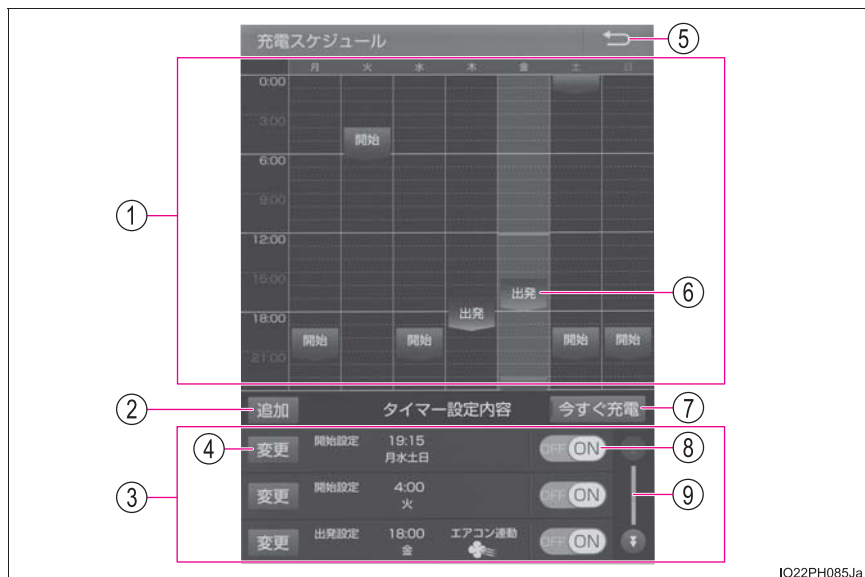 充電スケジュール
⑤
月 火 水 木 金 土 日
0:00
3:00
開始
6:00
9:00
①
12:00
15:00
出発 ⑥
18:00 出発
開始 開始 開始 開始
21:00
② 追加 タイマー設定内容 今すぐ充電 ⑦
④ 変更 開始設定 19:15 OFF ON ⑧
月水土日
③ 変更 開始設定 4:00 OFF ON ⑨
火
変更 出発設定 18:00 エアコン連動 OFF ON
金
IO22PH085Ja